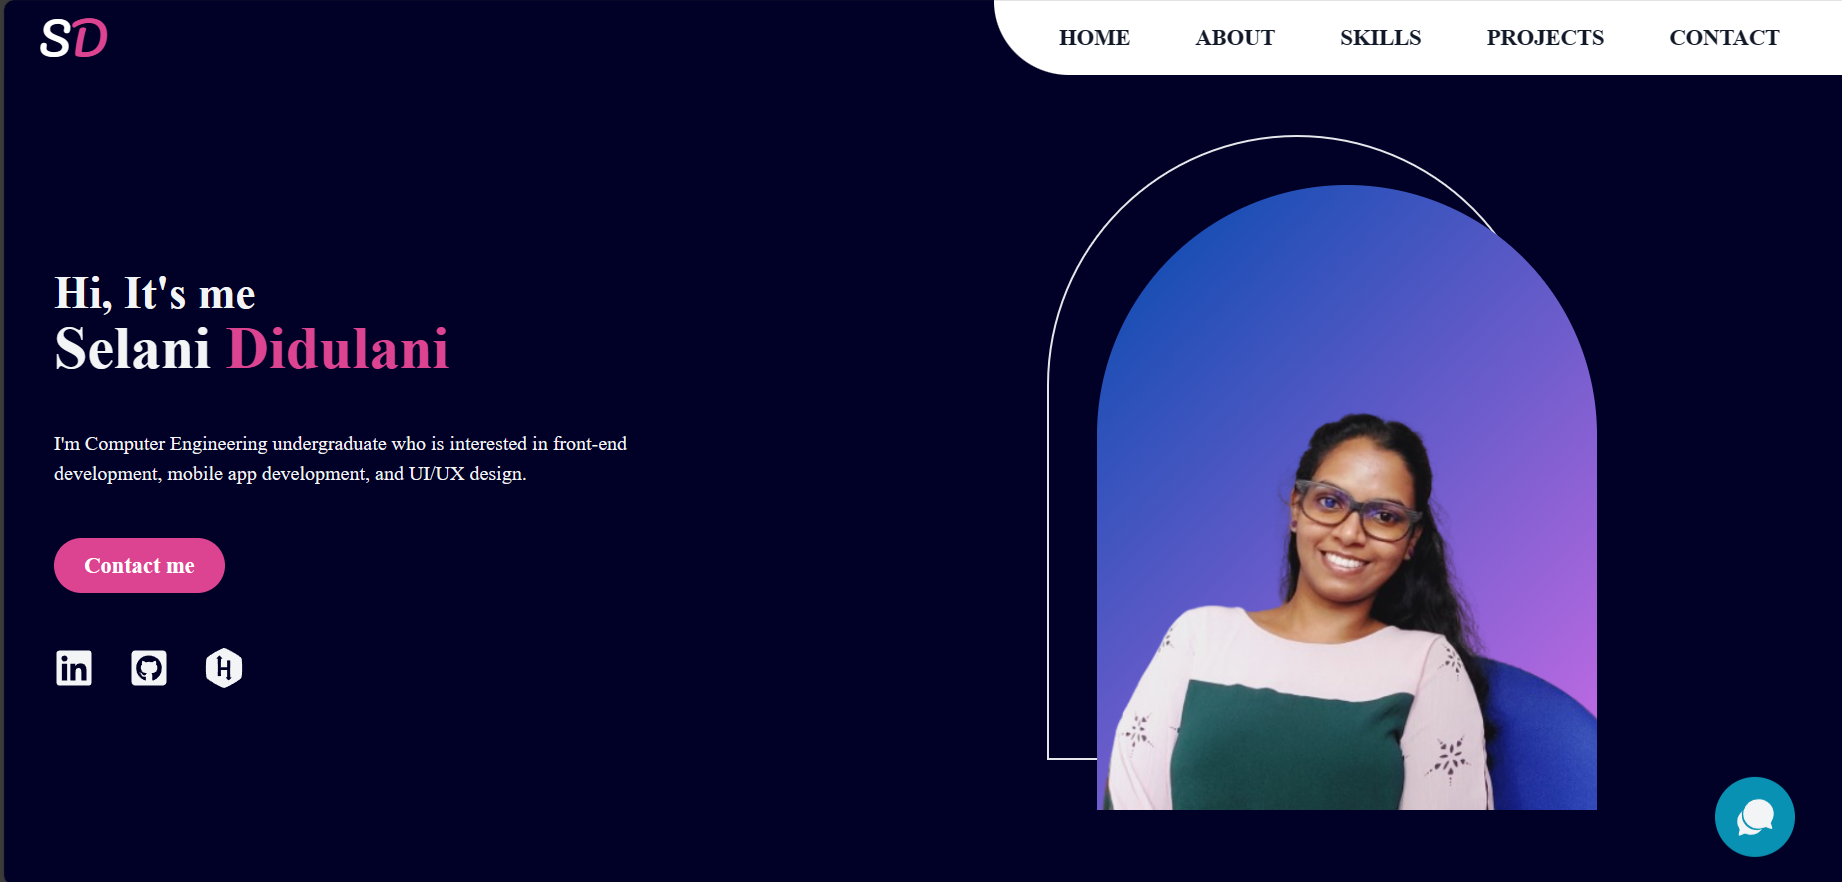 SD
HOME ABOUT SKILLS PROJECTS CONTACT
Hi, It's me
Selani Didulani
I'm Computer Engineering undergraduate who is interested in front-end
development, mobile app development, and UI/UX design.
Contact me
in
H